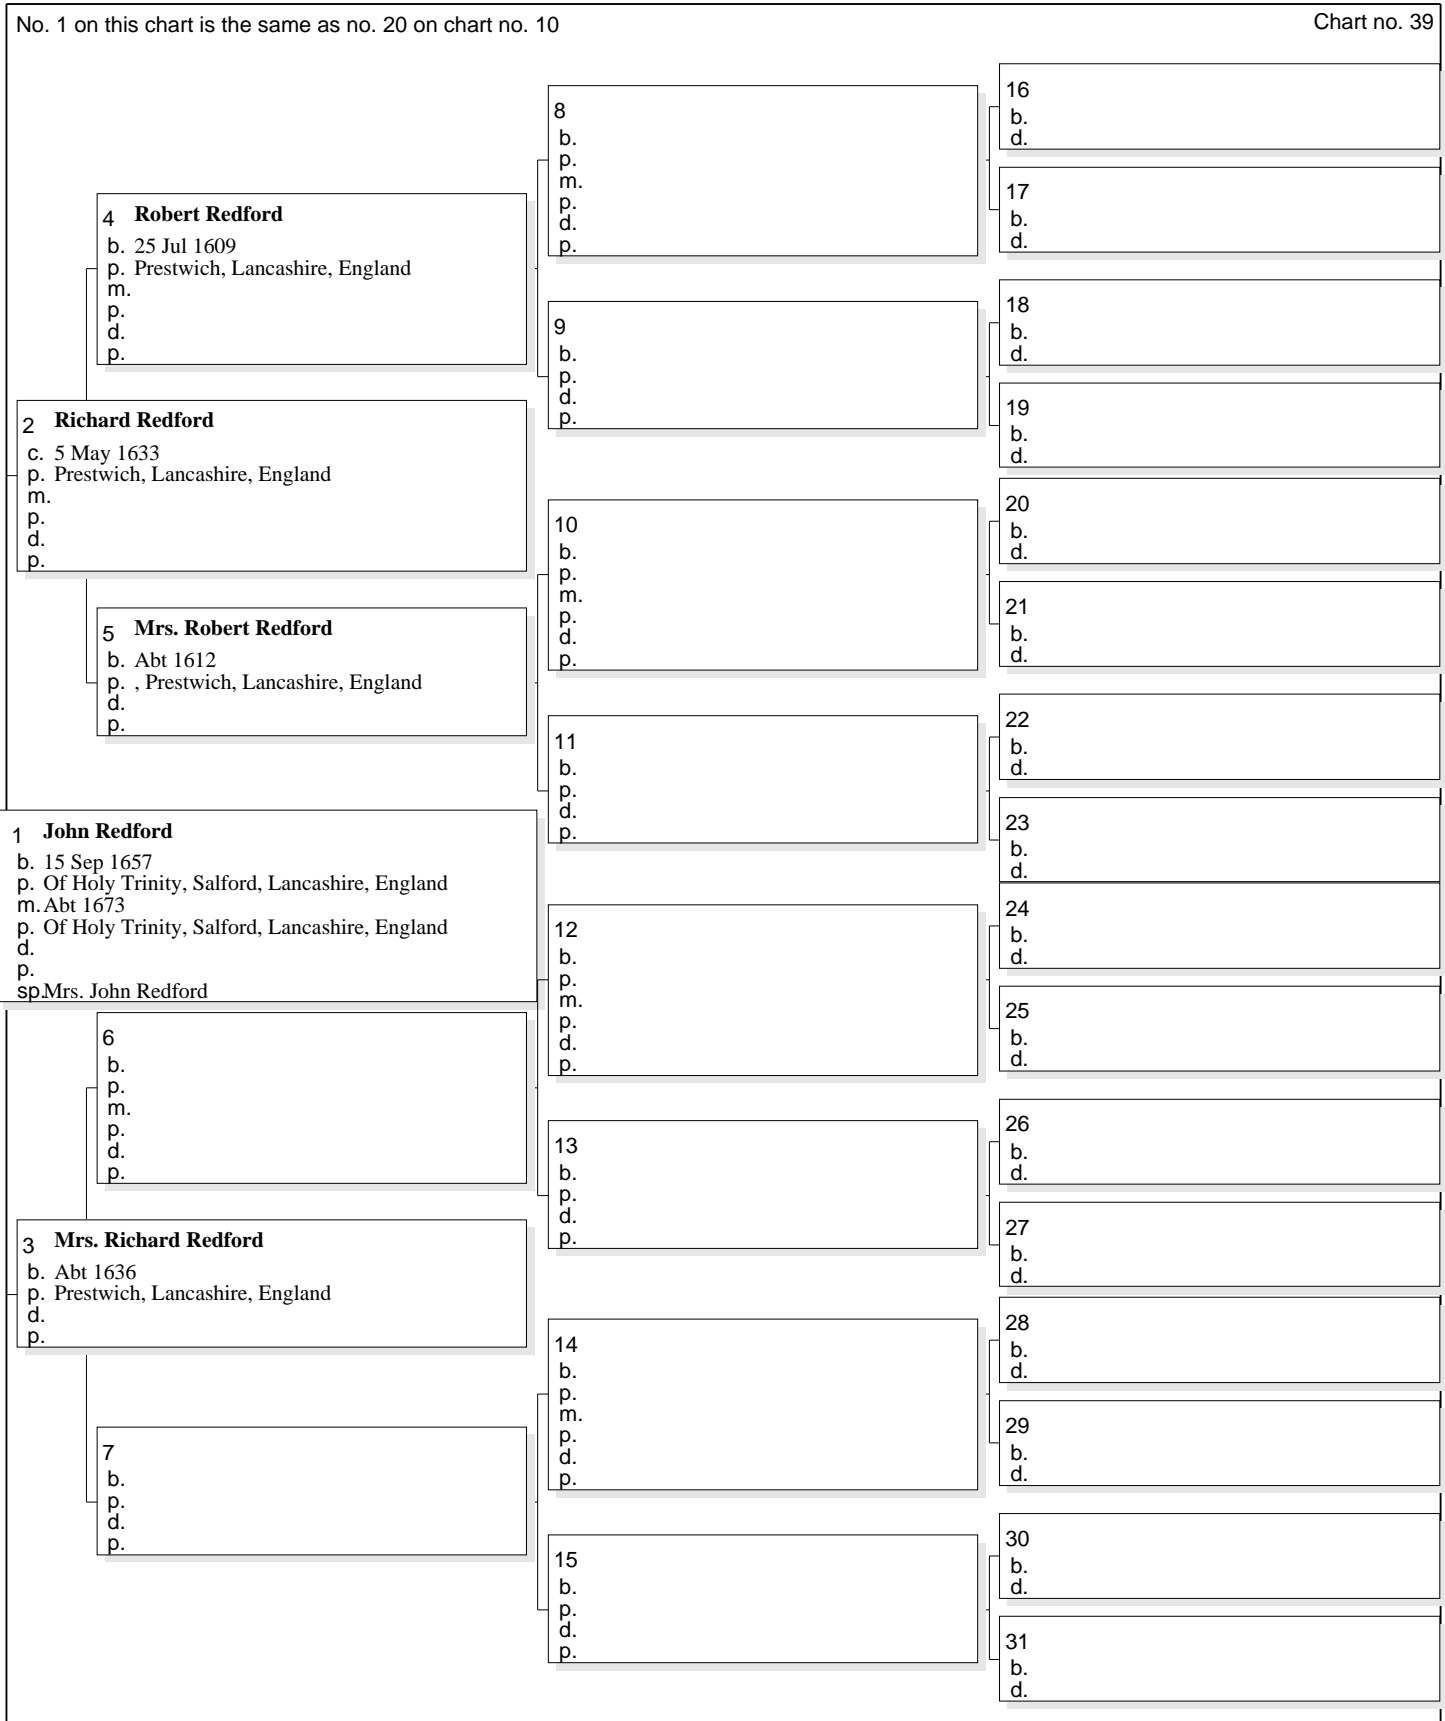 No. 1 on this chart is the same as no. 20 on chart no. 10
Chart no. 39
16
b.
d.
8
b.
p.
m.
p.
d.
p.
17
b.
d.
4 Robert Redford
b. 25 Jul 1609
p. Prestwich, Lancashire, England
m.
p.
d.
p.
18
b.
d.
9
b.
p.
d.
p.
19
b.
d.
2 Richard Redford
c. 5 May 1633
p. Prestwich, Lancashire, England
m.
p.
d.
p.
20
b.
d.
10
b.
p.
m.
p.
d.
p.
21
b.
d.
5 Mrs. Robert Redford
b. Abt 1612
p. , Prestwich, Lancashire, England
d.
p.
22
b.
d.
11
b.
p.
d.
p.
23
b.
d.
1 John Redford
b. 15 Sep 1657
p. Of Holy Trinity, Salford, Lancashire, England
m. Abt 1673
p. Of Holy Trinity, Salford, Lancashire, England
d.
p.
sp. Mrs. John Redford
24
b.
d.
12
b.
p.
m.
p.
d.
p.
25
b.
d.
6
b.
p.
m.
p.
d.
p.
26
b.
d.
13
b.
p.
d.
p.
27
b.
d.
3 Mrs. Richard Redford
b. Abt 1636
p. Prestwich, Lancashire, England
d.
p.
28
b.
d.
14
b.
p.
m.
p.
d.
p.
29
b.
d.
7
b.
p.
d.
p.
30
b.
d.
15
b.
p.
d.
p.
31
b.
d.